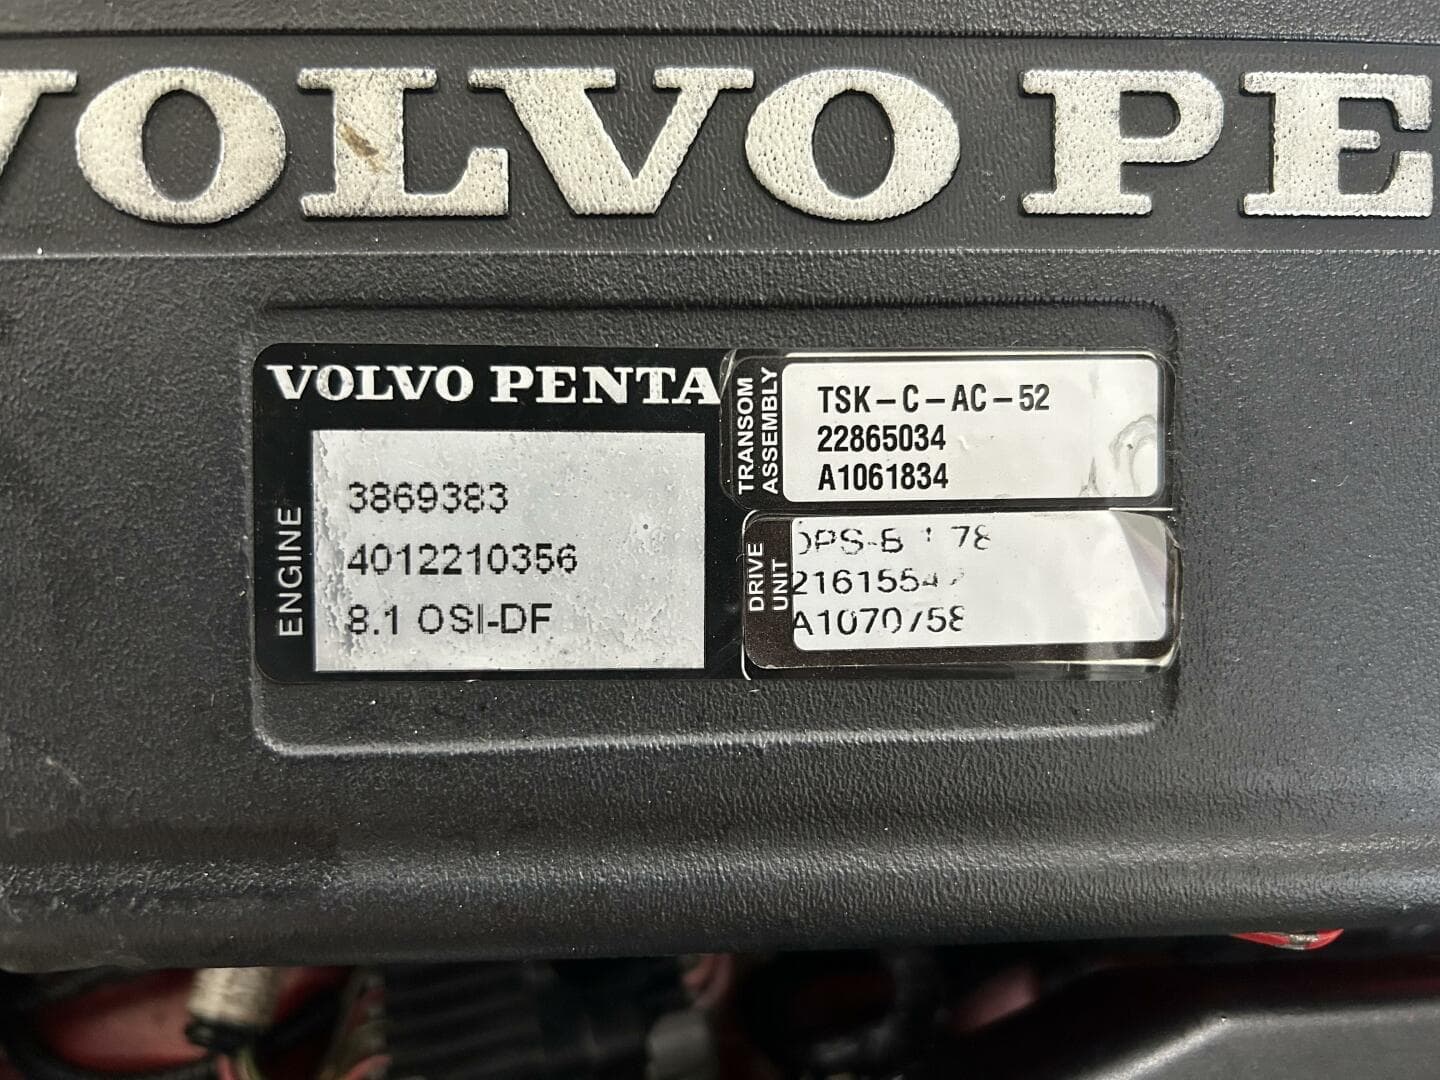 VOLVO PE
VOLVO PENTA
ENGINE
3869383
4012210356
8.1 OSI-DF
TRANSOM
ASSEMBLY
TSK-C-AC-52
22865034
A1061834
DRIVE
UNIT